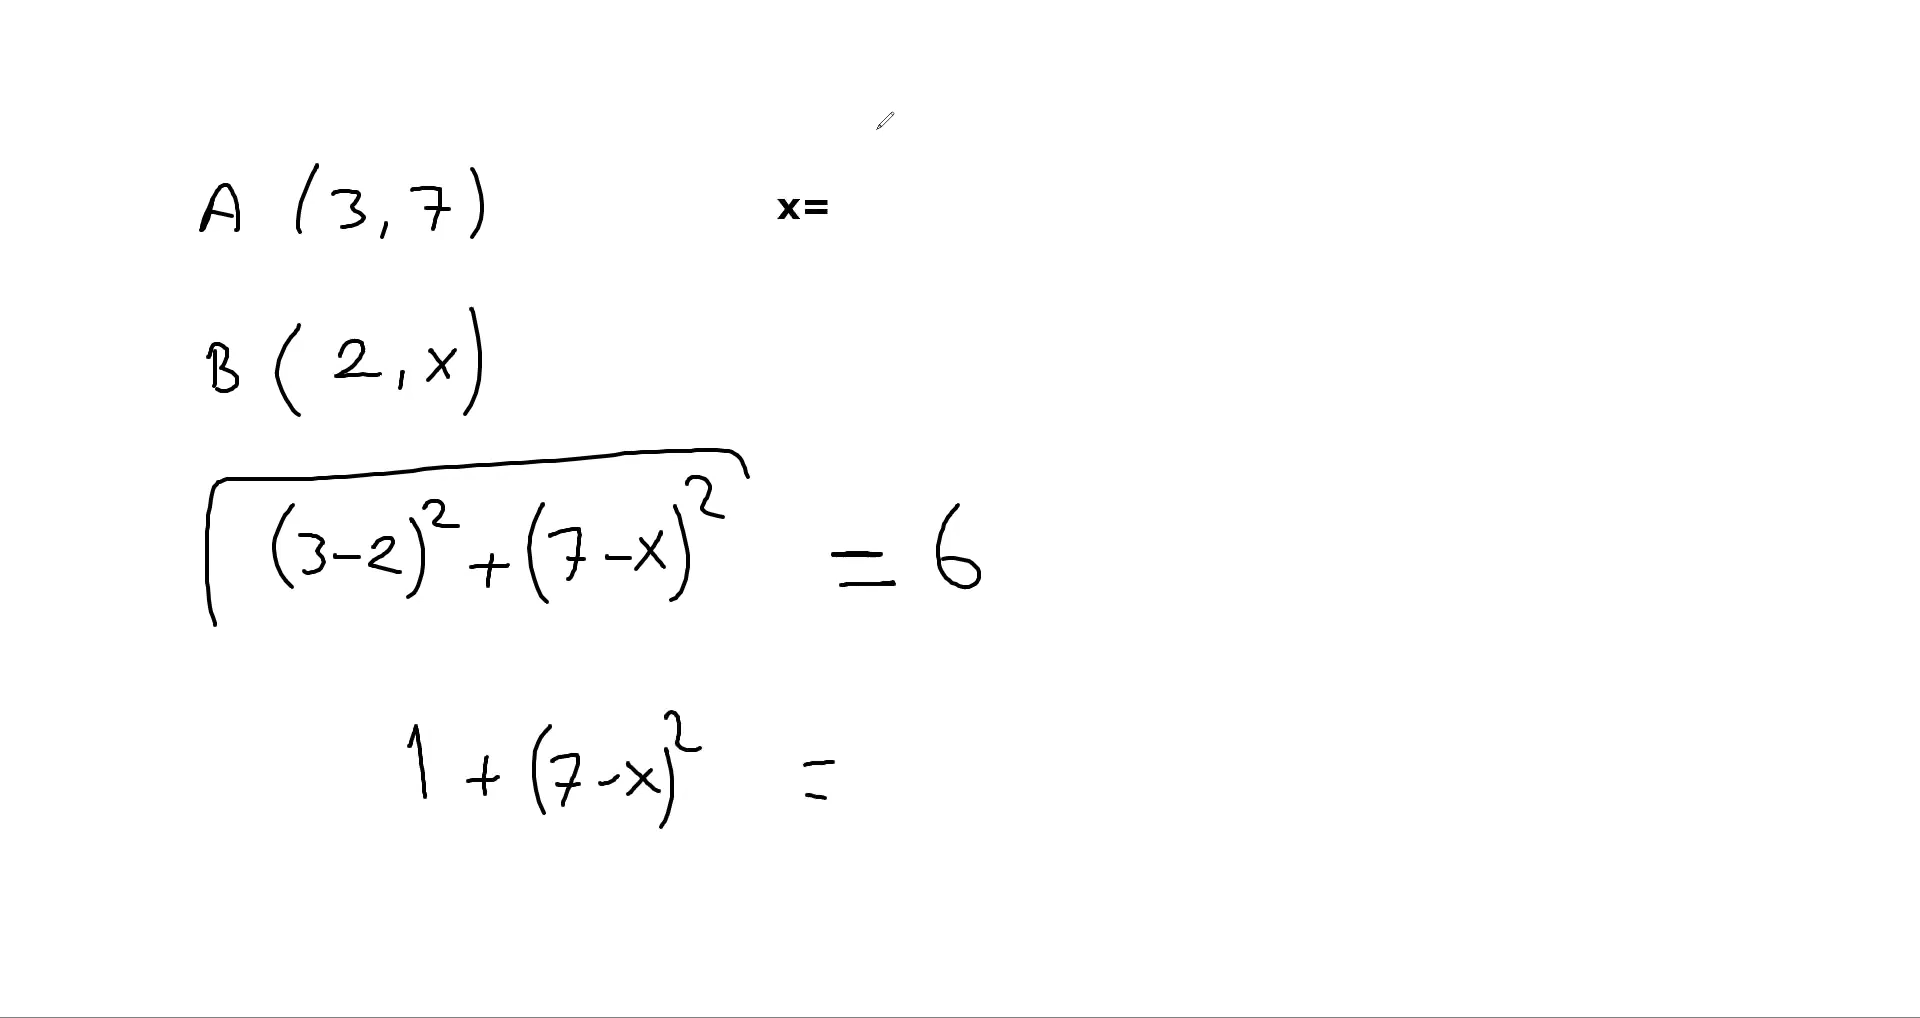 A (3,7)
x=
B (2,x)
√((3-2)²+(7-x)²) = 6
1 + (7-x)² =